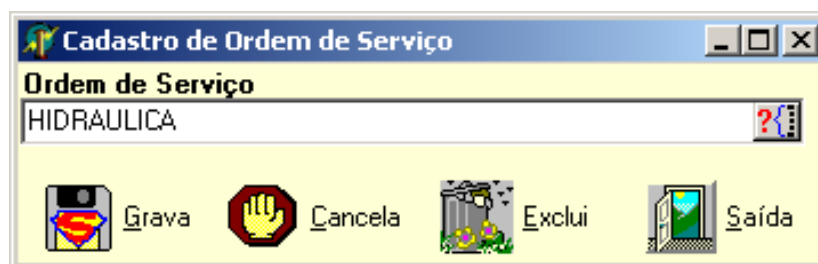 Cadastro de Ordem de Serviço
Ordem de Serviço
HIDRAULICA ?{
Grava Cancela Exclui Saída